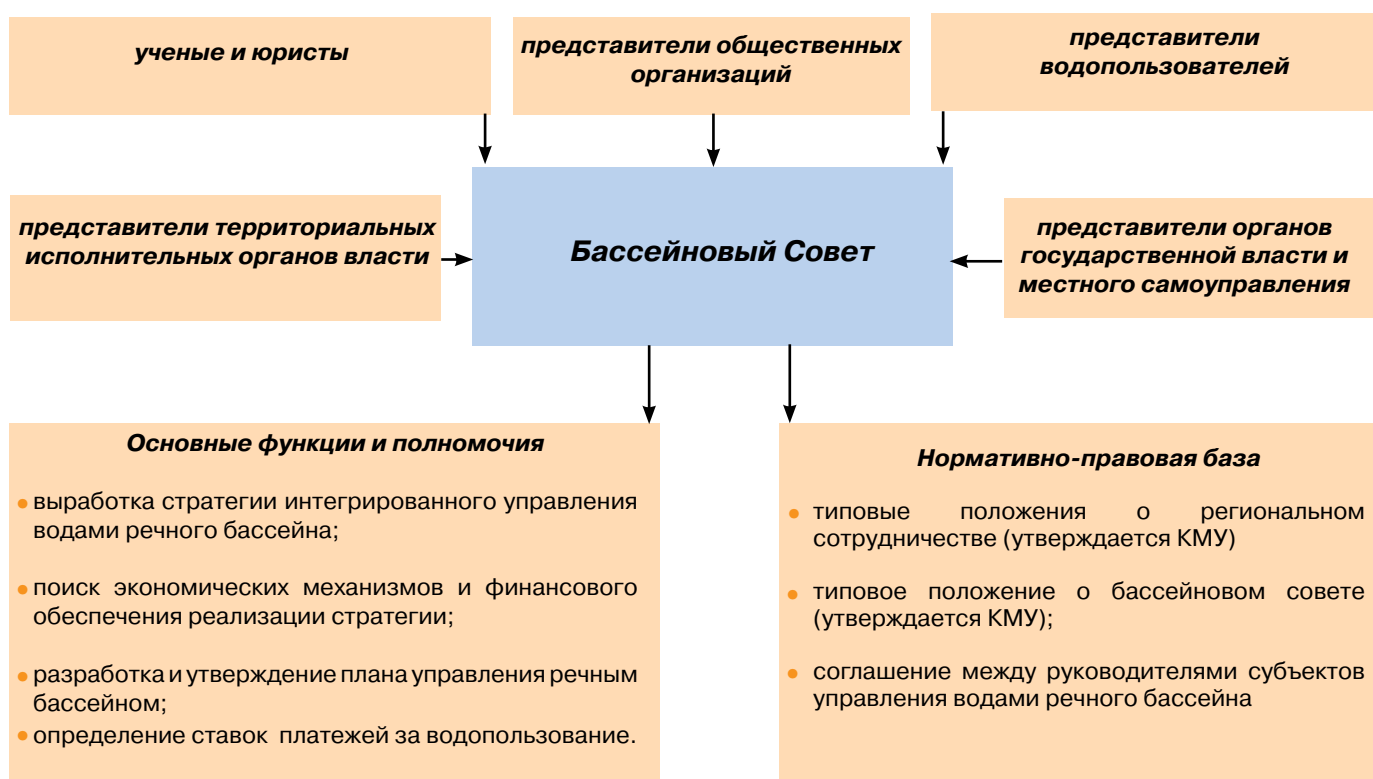 ученые и юристы
представители общественных
организаций
представители
водопользователей
представители территориальных
исполнительных органов власти
Бассейновый Совет
представители органов
государственной власти и
местного самоуправления
Основные функции и полномочия
• выработка стратегии интегрированного управления
водами речного бассейна;
• поиск экономических механизмов и финансового
обеспечения реализации стратегии;
• разработка и утверждение плана управления речным
бассейном;
• определение ставок платежей за водопользование.
Нормативно-правовая база
• типовые положения о региональном
сотрудничестве (утверждается КМУ)
• типовое положение о бассейновом совете
(утверждается КМУ);
• соглашение между руководителями субъектов
управления водами речного бассейна